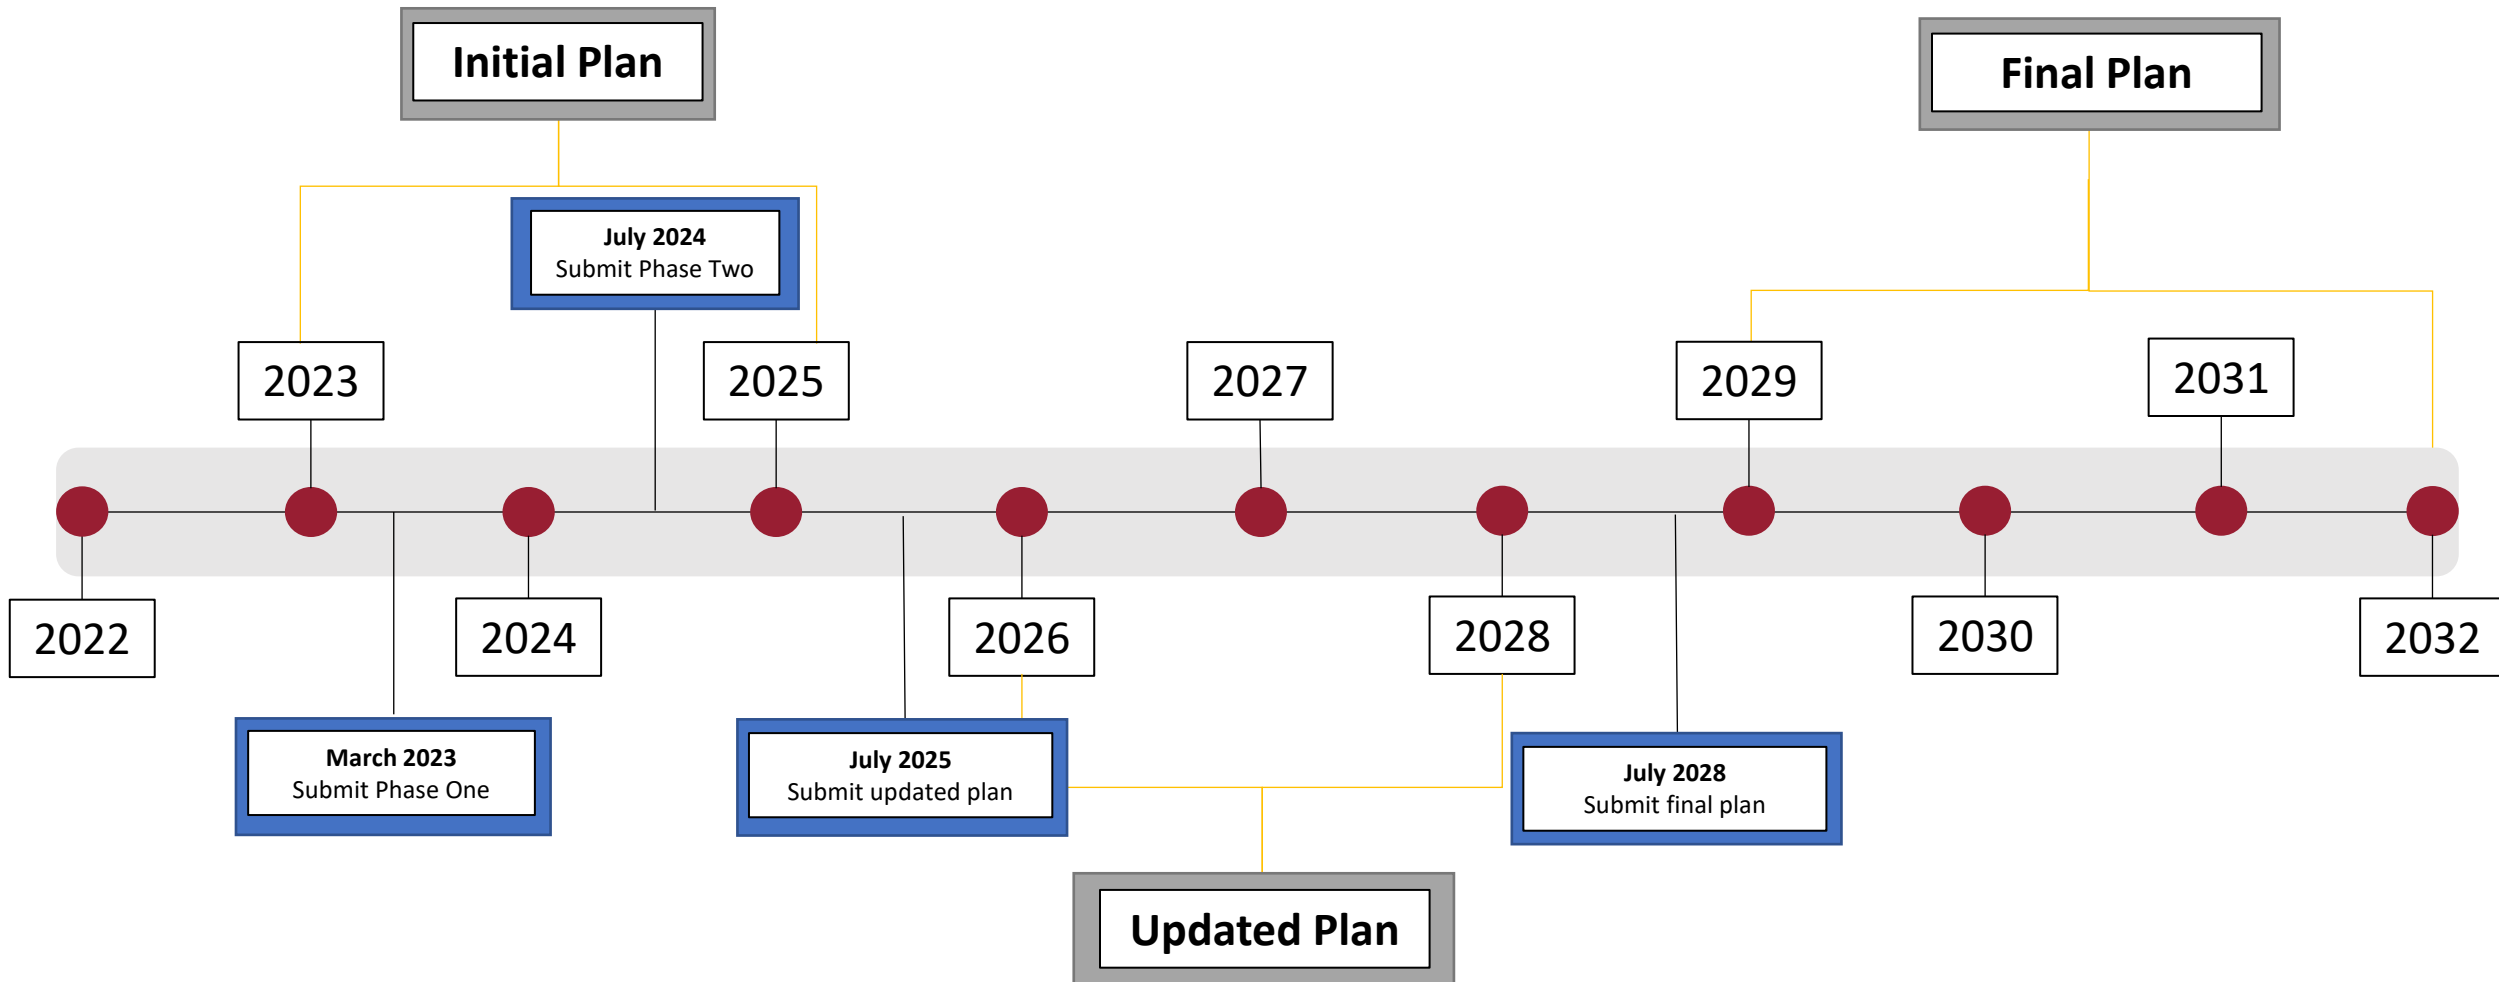 Initial Plan
Final Plan
July 2024
Submit Phase Two
2023
2025
2027
2029
2031
2022
2024
2026
2028
2030
2032
March 2023
Submit Phase One
July 2025
Submit updated plan
July 2028
Submit final plan
Updated Plan